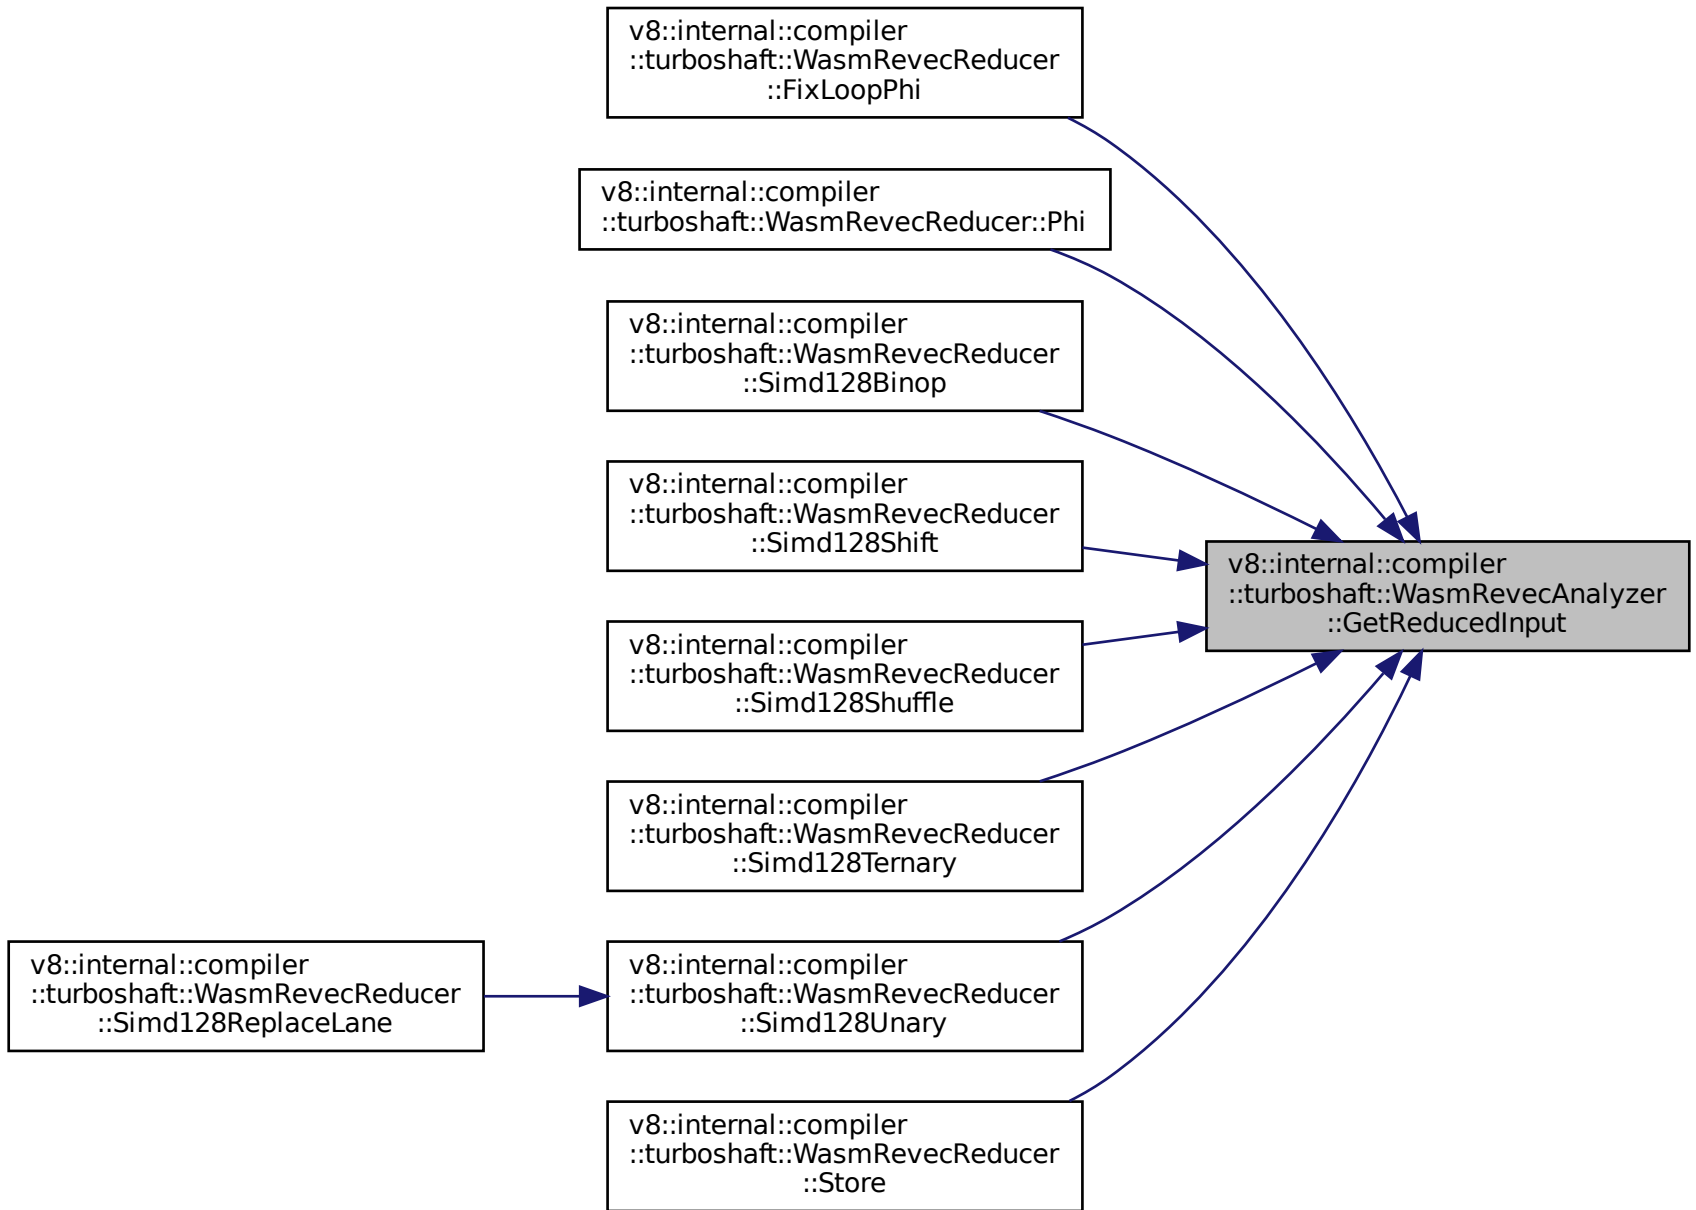 v8::internal::compiler
::turboshaft::WasmRevecReducer
::FixLoopPhi
v8::internal::compiler
::turboshaft::WasmRevecReducer::Phi
v8::internal::compiler
::turboshaft::WasmRevecReducer
::Simd128Binop
v8::internal::compiler
::turboshaft::WasmRevecReducer
::Simd128Shift
v8::internal::compiler
::turboshaft::WasmRevecAnalyzer
::GetReducedInput
v8::internal::compiler
::turboshaft::WasmRevecReducer
::Simd128Shuffle
v8::internal::compiler
::turboshaft::WasmRevecReducer
::Simd128Ternary
v8::internal::compiler
::turboshaft::WasmRevecReducer
::Simd128ReplaceLane
v8::internal::compiler
::turboshaft::WasmRevecReducer
::Simd128Unary
v8::internal::compiler
::turboshaft::WasmRevecReducer
::Store